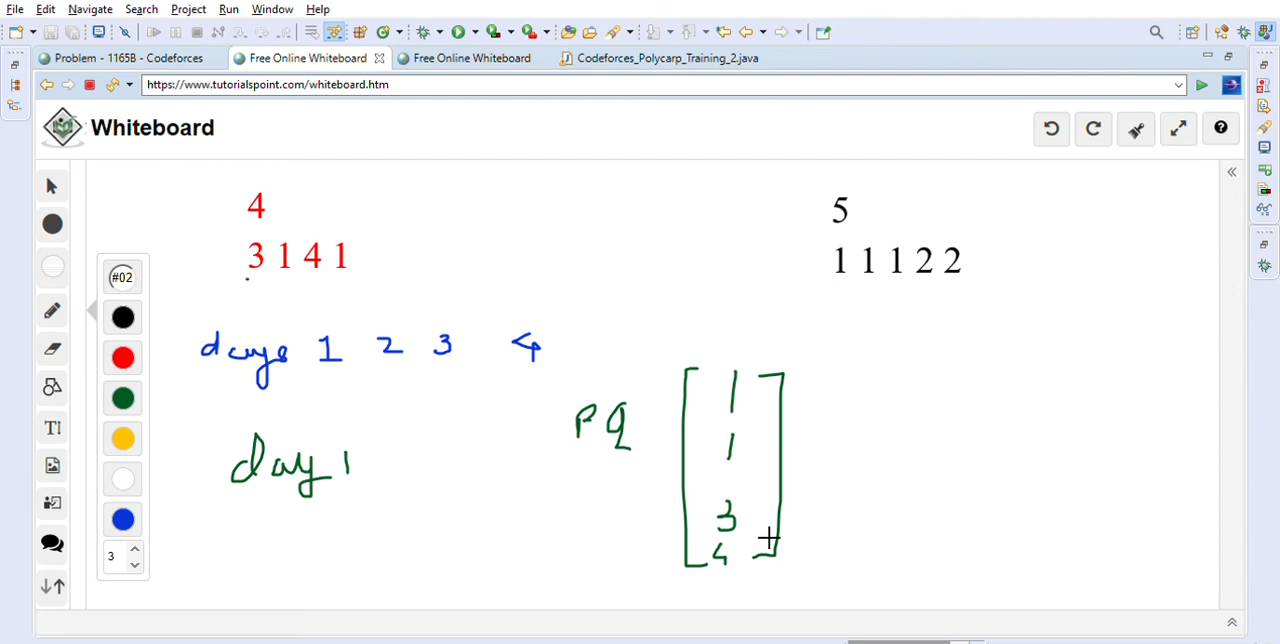 File Edit Navigate Search Project Run Window Help
Problem - 1165B - Codeforces Free Online Whiteboard Free Online Whiteboard Codeforces_Polycarp_Training_2.java
https://www.tutorialspoint.com/whiteboard.htm
Whiteboard
4
3 1 4 1
5
1 1 1 2 2
#02
days 1 2 3 4
PQ
1
1
3
4
day 1
TI
3